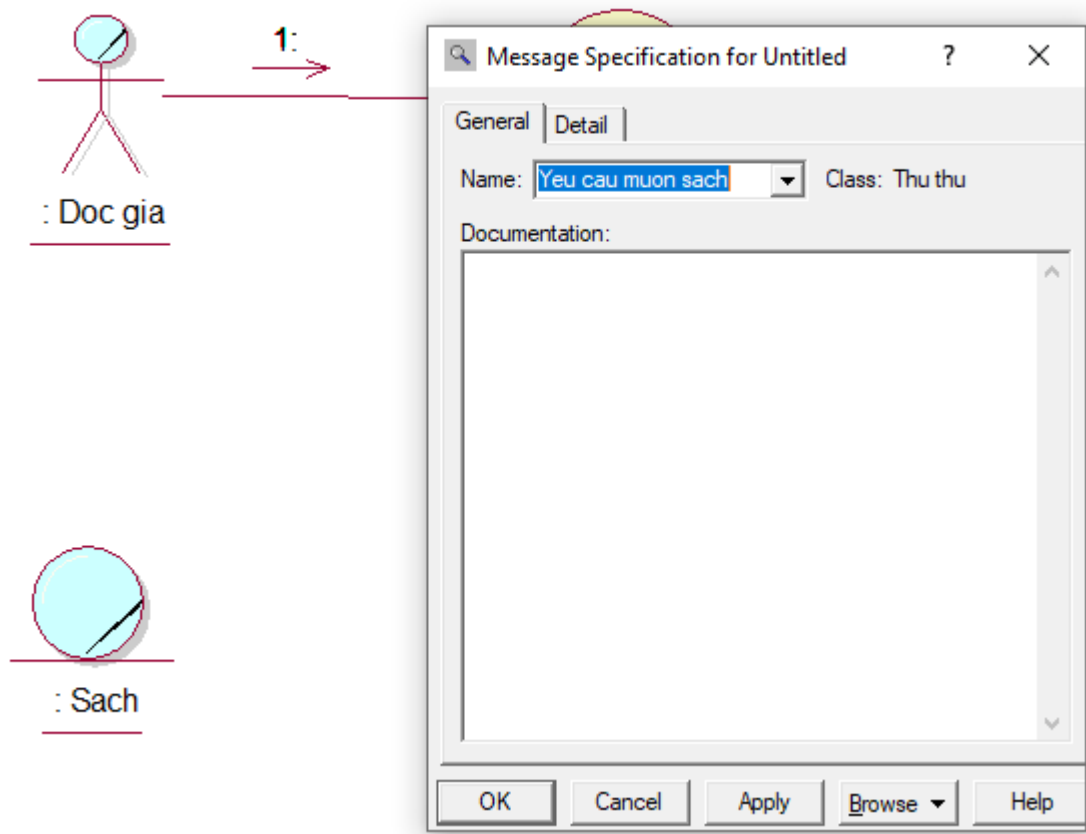 1:
: Doc gia
: Sach
Message Specification for Untitled ? X
General Detail
Name: Yeu cau muon sach Class: Thu thu
Documentation:
OK Cancel Apply Browse Help